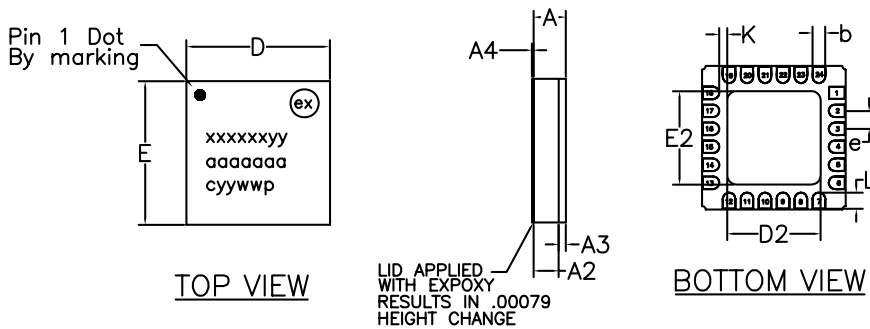 Pin 1 Dot
By marking
D
E
ex
xxxxxxyy
aaaaaaa
cyywwp
TOP VIEW
A
A4
A3
A2
LID APPLIED
WITH EXPOXY
RESULTS IN .00079
HEIGHT CHANGE
K
b
19 20 21 22 23 24
18
17
16
15
14
13
1
2
3
4
5
6
12 11 10 9 8 7
E2
e
L
D2
BOTTOM VIEW